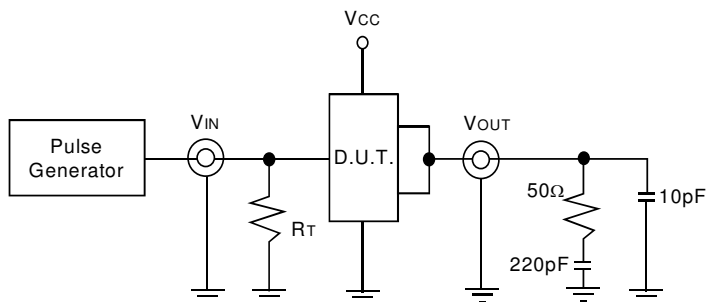 VCC
VIN
VOUT
Pulse
Generator
D.U.T.
RT
50Ω
10pF
220pF